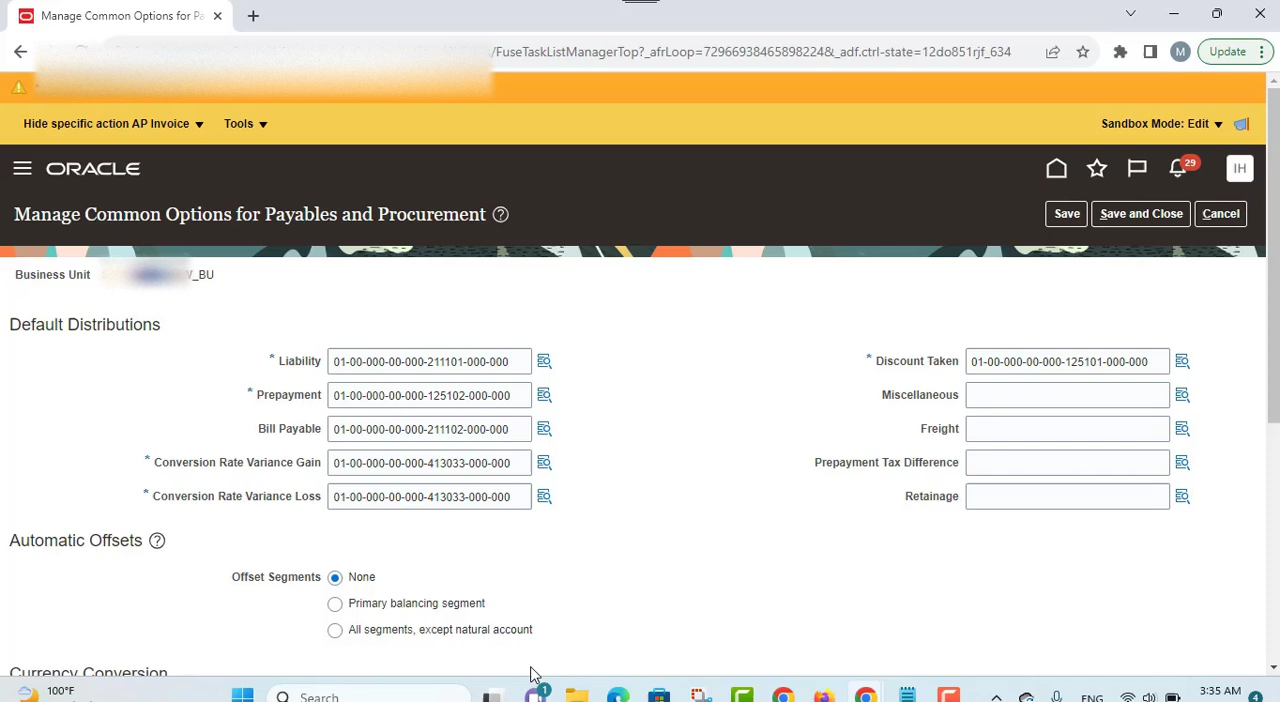 Manage Common Options for Pa
/FuseTaskListManagerTop?_afrLoop=7296693846589822​4&_adf.ctrl-state=12do851rjf_634
M
Update
Hide specific action AP Invoice
Tools
Sandbox Mode: Edit
ORACLE
29
IH
Manage Common Options for Payables and Procurement
Save
Save and Close
Cancel
Business Unit
_BU
Default Distributions
* Liability 01-00-000-00-000-211101-000-000
* Discount Taken 01-00-000-00-000-125101-000-000
* Prepayment 01-00-000-00-000-125102-000-000
Miscellaneous
Bill Payable 01-00-000-00-000-211102-000-000
Freight
* Conversion Rate Variance Gain 01-00-000-00-000-413033-000-000
Prepayment Tax Difference
* Conversion Rate Variance Loss 01-00-000-00-000-413033-000-000
Retainage
Automatic Offsets ?
Offset Segments None
Primary balancing segment
All segments, except natural account
Currency Conversion
100°F
Search
1
ENG
3:35 AM
4